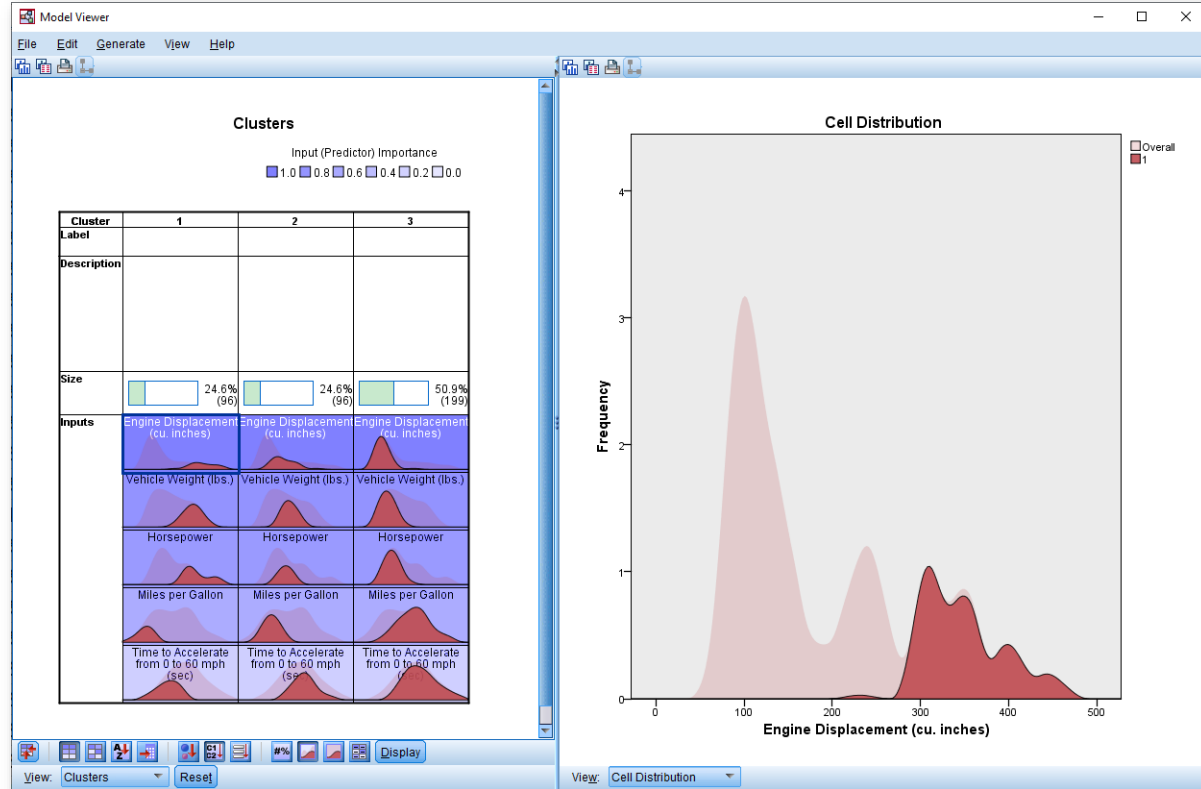 Model Viewer
File Edit Generate View Help
Clusters
Input (Predictor) Importance
1.0 0.8 0.6 0.4 0.2 0.0
Cluster 1 2 3
Label
Description
Size 24.6% (96) 24.6% (96) 50.9% (199)
Inputs
Engine Displacement Engine Displacement Engine Displacement
(cu. inches) (cu. inches) (cu. inches)
Vehicle Weight (lbs.) Vehicle Weight (lbs.) Vehicle Weight (lbs.)
Horsepower Horsepower Horsepower
Miles per Gallon Miles per Gallon Miles per Gallon
Time to Accelerate Time to Accelerate Time to Accelerate
from 0 to 60 mph from 0 to 60 mph from 0 to 60 mph
(sec) (sec) (sec)
A Z C1 C2 #% Display
View: Clusters Reset
Cell Distribution
Overall
1
Frequency
4
3
2
1
0
0 100 200 300 400 500
Engine Displacement (cu. inches)
View: Cell Distribution